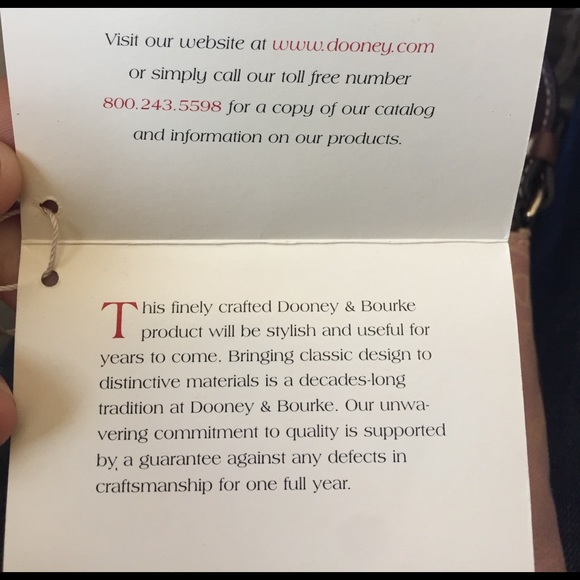 Visit our website at www.dooney.com
or simply call our toll free number
800.243.5598 for a copy of our catalog
and information on our products.
This finely crafted Dooney & Bourke
product will be stylish and useful for
years to come. Bringing classic design to
distinctive materials is a decades-long
tradition at Dooney & Bourke. Our unwa-
vering commitment to quality is supported
by a guarantee against any defects in
craftsmanship for one full year.